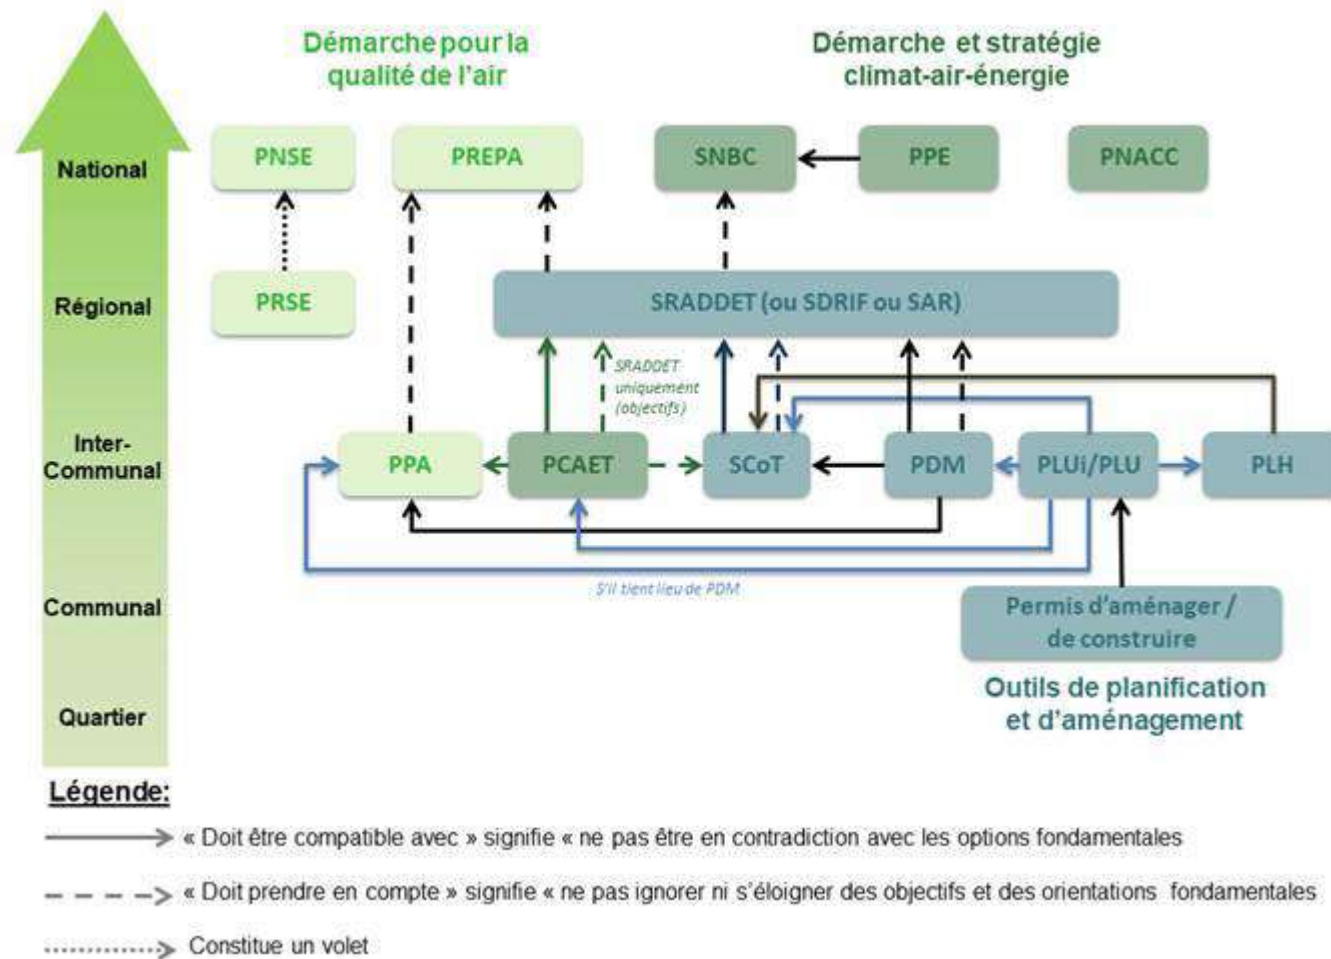 Démarche pour la
qualité de l'air
Démarche et stratégie
climat-air-énergie
National
PNSE
PREPA
SNBC
PPE
PNACC
Régional
PRSE
SRADDET (ou SDRIF ou SAR)
SRADDET
uniquement
(objectifs)
Inter-
Communal
PPA
PCAET
SCoT
PDM
PLUi/PLU
PLH
S'il tient lieu de PDM
Communal
Permis d'aménager /
de construire
Quartier
Outils de planification
et d'aménagement
Légende:
« Doit être compatible avec » signifie « ne pas être en contradiction avec les options fondamentales
« Doit prendre en compte » signifie « ne pas ignorer ni s'éloigner des objectifs et des orientations fondamentales
Constitue un volet